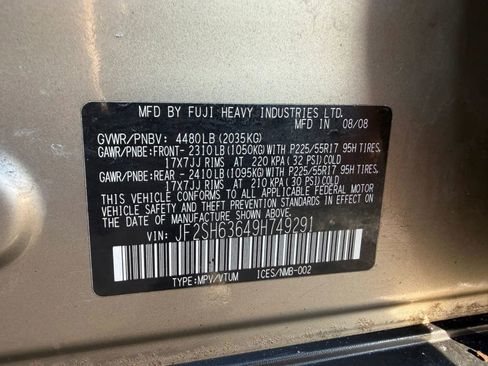 MFD BY FUJI HEAVY INDUSTRIES LTD.
MFD IN 08/08
GVWR/PNBV: 4480LB (2035KG)
GAWR/PNBE:FRONT- 2310LB (1050KG) WITH P225/55R17 95H TIRES,
17X7JJ RIMS AT 220 KPA ( 32 PSI) COLD
GAWR/PNBE:REAR - 2410LB (1095KG) WITH P225/55R17 95H TIRES,
17X7JJ RIMS AT 210 KPA ( 30 PSI) COLD
THIS VEHICLE CONFORMS TO ALL APPLICABLE FEDERAL MOTOR
VEHICLE SAFETY AND THEFT PREVENTION STANDARDS IN EFFECT ON THE
DATE OF MANUFACTURE SHOWN ABOVE.
VIN: JF2SH63649H749291
TYPE:MPV/VTUM ICES/NMB-002